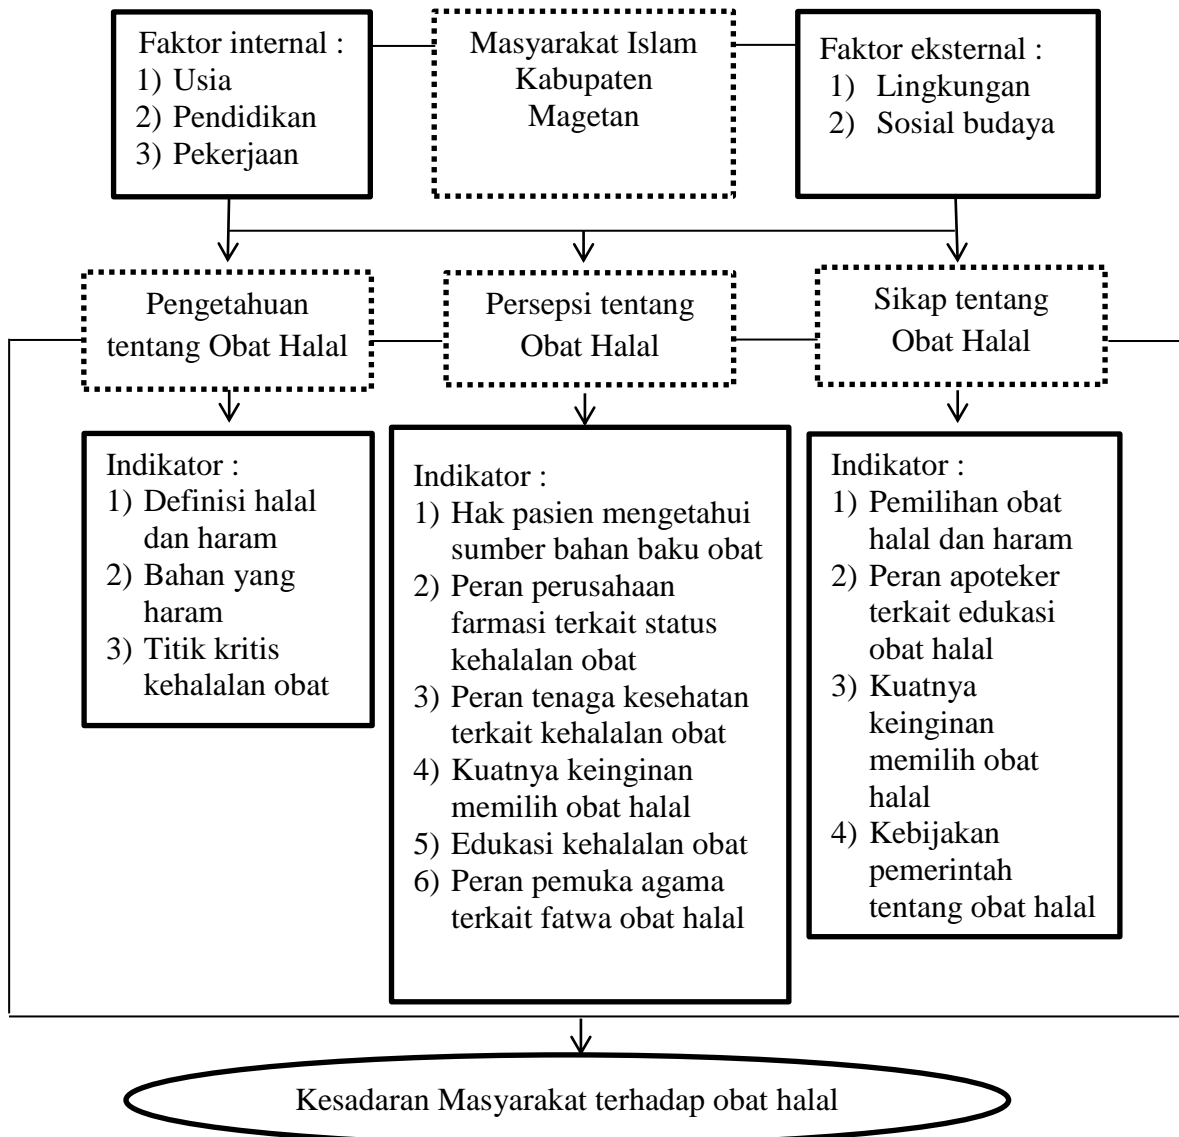 Faktor internal :
1) Usia
2) Pendidikan
3) Pekerjaan
Masyarakat Islam
Kabupaten
Magetan
Faktor eksternal :
1) Lingkungan
2) Sosial budaya
Pengetahuan
tentang Obat Halal
Persepsi tentang
Obat Halal
Sikap tentang
Obat Halal
Indikator :
1) Definisi halal
dan haram
2) Bahan yang
haram
3) Titik kritis
kehalalan obat
Indikator :
1) Hak pasien mengetahui
sumber bahan baku obat
2) Peran perusahaan
farmasi terkait status
kehalalan obat
3) Peran tenaga kesehatan
terkait kehalalan obat
4) Kuatnya keinginan
memilih obat halal
5) Edukasi kehalalan obat
6) Peran pemuka agama
terkait fatwa obat halal
Indikator :
1) Pemilihan obat
halal dan haram
2) Peran apoteker
terkait edukasi
obat halal
3) Kuatnya
keinginan
memilih obat
halal
4) Kebijakan
pemerintah
tentang obat halal
Kesadaran Masyarakat terhadap obat halal